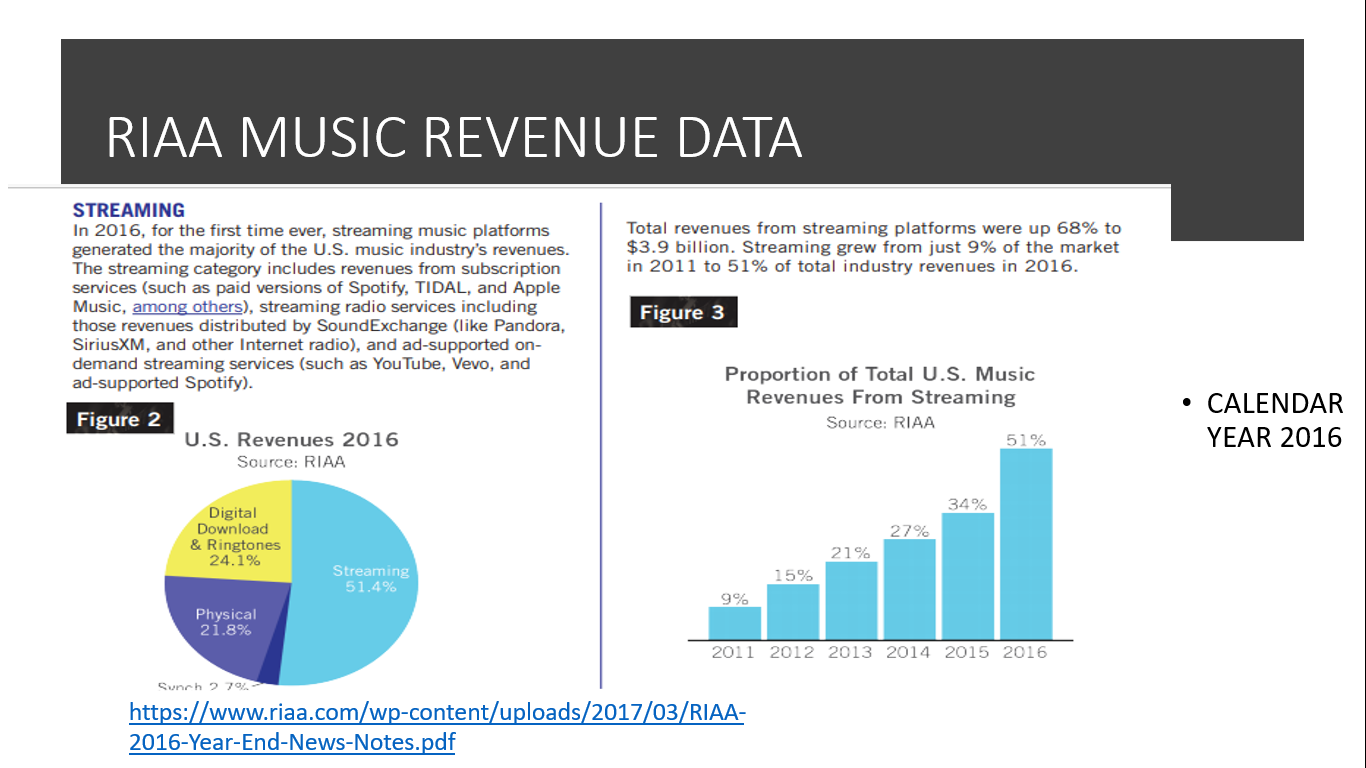 RIAA MUSIC REVENUE DATA
STREAMING
In 2016, for the first time ever, streaming music platforms
generated the majority of the U.S. music industry's revenues.
The streaming category includes revenues from subscription
services (such as paid versions of Spotify, TIDAL, and Apple
Music, among others), streaming radio services including
those revenues distributed by SoundExchange (like Pandora,
SiriusXM, and other Internet radio), and ad-supported on-
demand streaming services (such as YouTube, Vevo, and
ad-supported Spotify).
Figure 2
U.S. Revenues 2016
Source: RIAA
Digital
Download
& Ringtones
24.1%
Streaming
51.4%
Physical
21.8%
Synch 2.7%
Total revenues from streaming platforms were up 68% to
$3.9 billion. Streaming grew from just 9% of the market
in 2011 to 51% of total industry revenues in 2016.
Figure 3
Proportion of Total U.S. Music
Revenues From Streaming
Source: RIAA
9%
15%
21%
27%
34%
51%
2011 2012 2013 2014 2015 2016
• CALENDAR
YEAR 2016
https://www.riaa.com/wp-content/uploads/2017/03/RIAA-
2016-Year-End-News-Notes.pdf